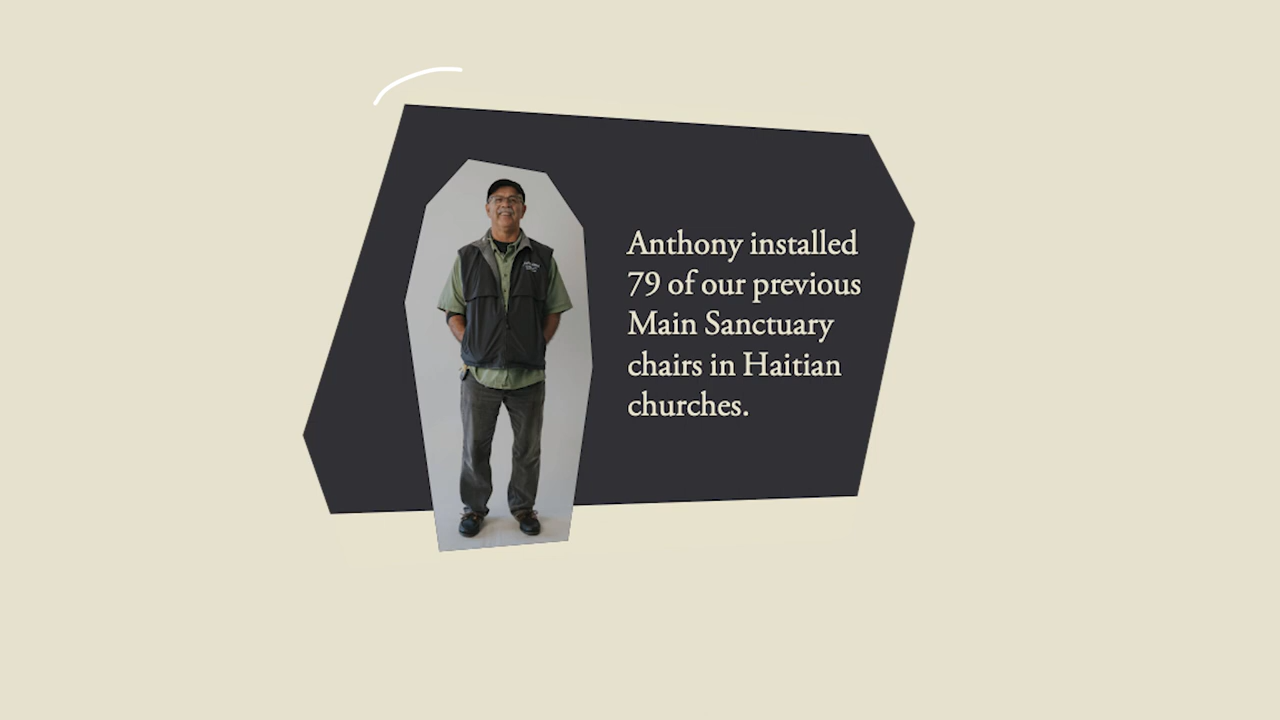 Anthony installed
79 of our previous
Main Sanctuary
chairs in Haitian
churches.